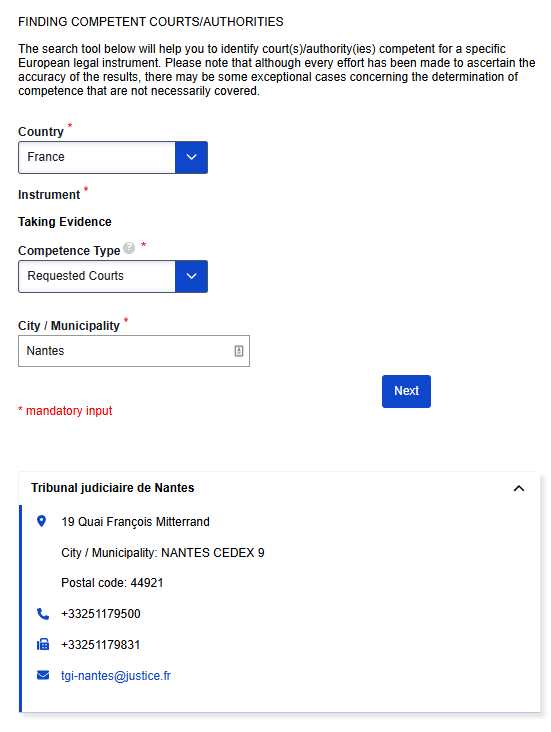 FINDING COMPETENT COURTS/AUTHORITIES
The search tool below will help you to identify court(s)/authority(ies) competent for a specific
European legal instrument. Please note that although every effort has been made to ascertain the
accuracy of the results, there may be some exceptional cases concerning the determination of
competence that are not necessarily covered.
Country *
France
Instrument *
Taking Evidence
Competence Type ? *
Requested Courts
City / Municipality *
Nantes
Next
* mandatory input
Tribunal judiciaire de Nantes
19 Quai François Mitterrand
City / Municipality: NANTES CEDEX 9
Postal code: 44921
+33251179500
+33251179831
tgi-nantes@justice.fr